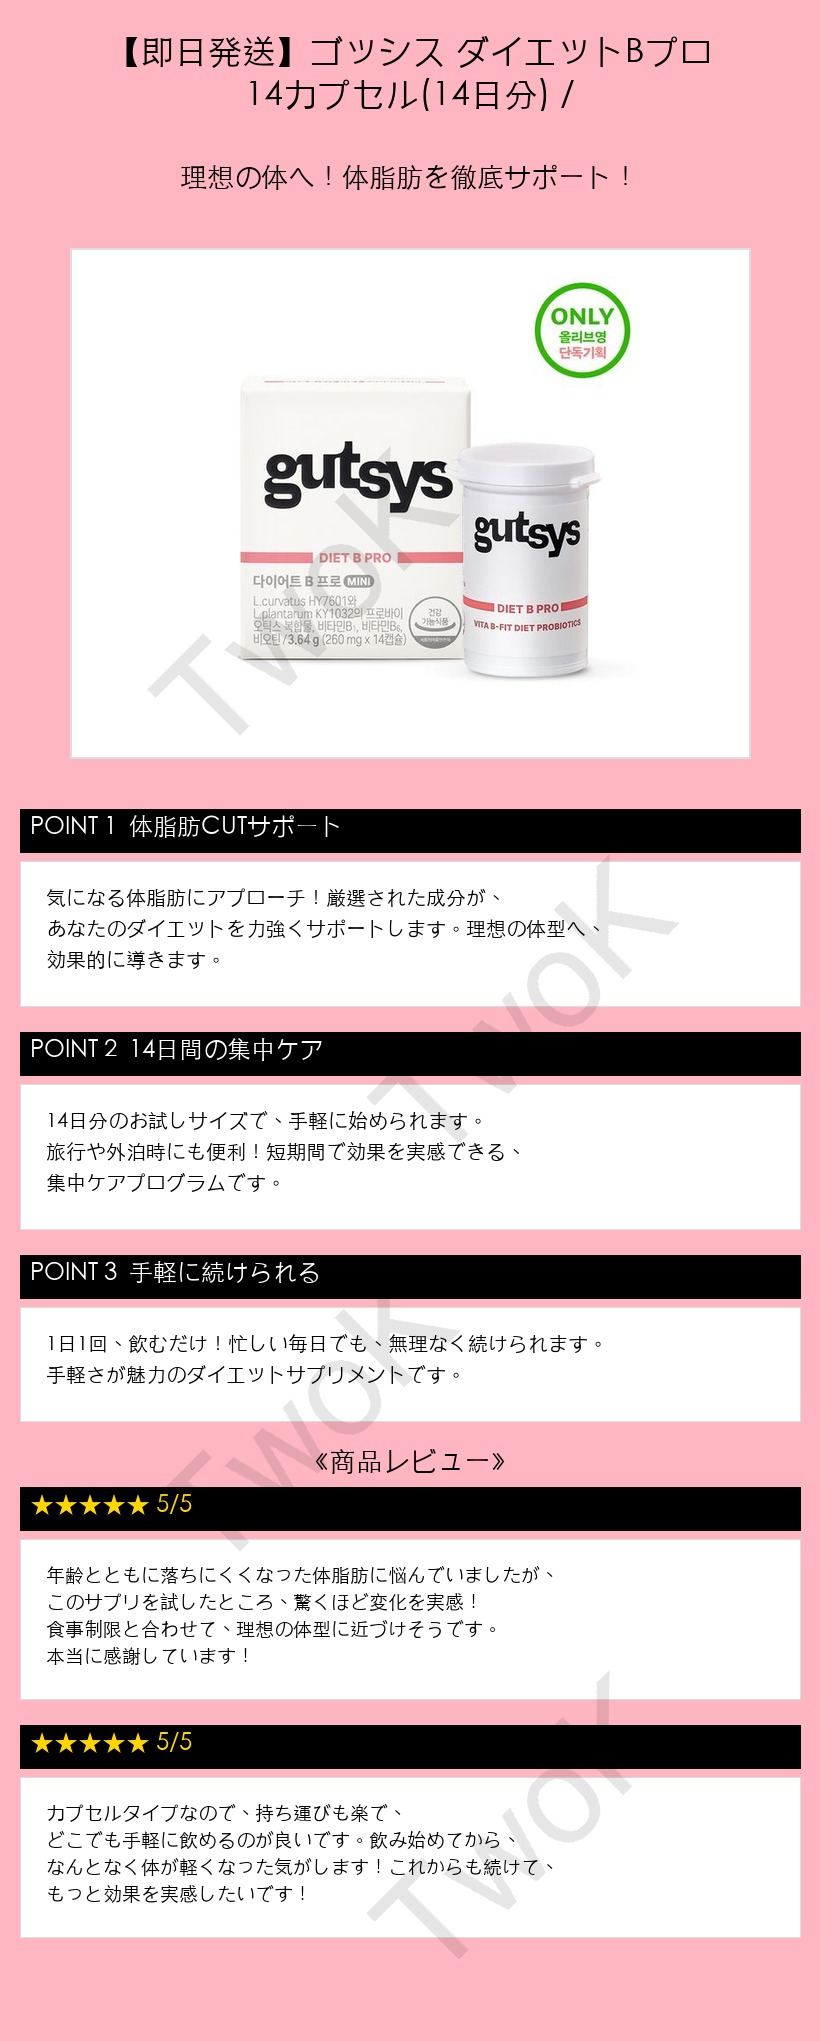 【即日発送】ゴッシス ダイエットBプロ
14カプセル(14日分) /
理想の体へ！体脂肪を徹底サポート！
ONLY
올리브영
단독기획
gutsys
DIET B PRO
다이어트 B 프로 MINI
L.curvatus HY7601와
L.plantarum KY1032의 프로바이
오틱스 복합물, 비타민B₁, 비타민B₆,
비오틴 / 3.64 g (260 mg x 14캡슐)
건강
기능식품
gutsys
DIET B PRO
VITA B-FIT DIET PROBIOTICS
TwoK
POINT 1 体脂肪CUTサポート
気になる体脂肪にアプローチ！厳選された成分が、
あなたのダイエットを力強くサポートします。理想の体型へ、
効果的に導きます。
TwoK
POINT 2 14日間の集中ケア
14日分のお試しサイズで、手軽に始められます。
旅行や外泊時にも便利！短期間で効果を実感できる、
集中ケアプログラムです。
POINT 3 手軽に続けられる
1日1回、飲むだけ！忙しい毎日でも、無理なく続けられます。
手軽さが魅力のダイエットサプリメントです。
TwoK
《商品レビュー》
★★★★★ 5/5
年齢とともに落ちにくくなった体脂肪に悩んでいましたが、
このサプリを試したところ、驚くほど変化を実感！
食事制限と合わせて、理想の体型に近づけそうです。
本当に感謝しています！
★★★★★ 5/5
カプセルタイプなので、持ち運びも楽で、
どこでも手軽に飲めるのが良いです。飲み始めてから、
なんとなく体が軽くなった気がします！これからも続けて、
もっと効果を実感したいです！
TwoK